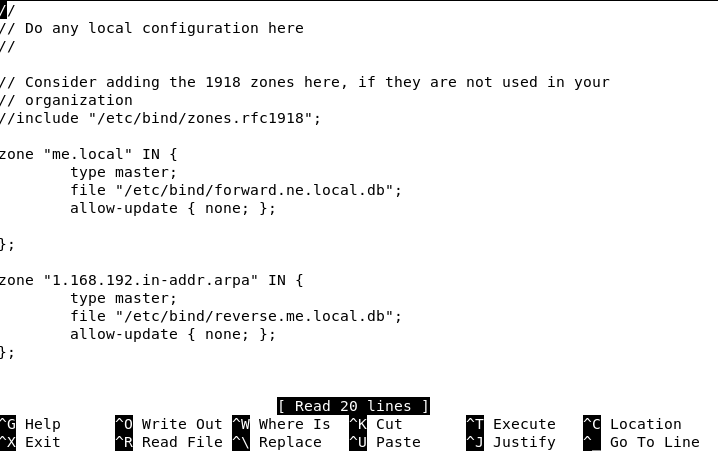 //
// Do any local configuration here
//
// Consider adding the 1918 zones here, if they are not used in your
// organization
//include "/etc/bind/zones.rfc1918";
zone "me.local" IN {
type master;
file "/etc/bind/forward.ne.local.db";
allow-update { none; };
};
zone "1.168.192.in-addr.arpa" IN {
type master;
file "/etc/bind/reverse.me.local.db";
allow-update { none; };
};
[ Read 20 lines ]
^G Help ^O Write Out ^W Where Is ^K Cut ^T Execute ^C Location
^X Exit ^R Read File ^\ Replace ^U Paste ^J Justify ^_ Go To Line